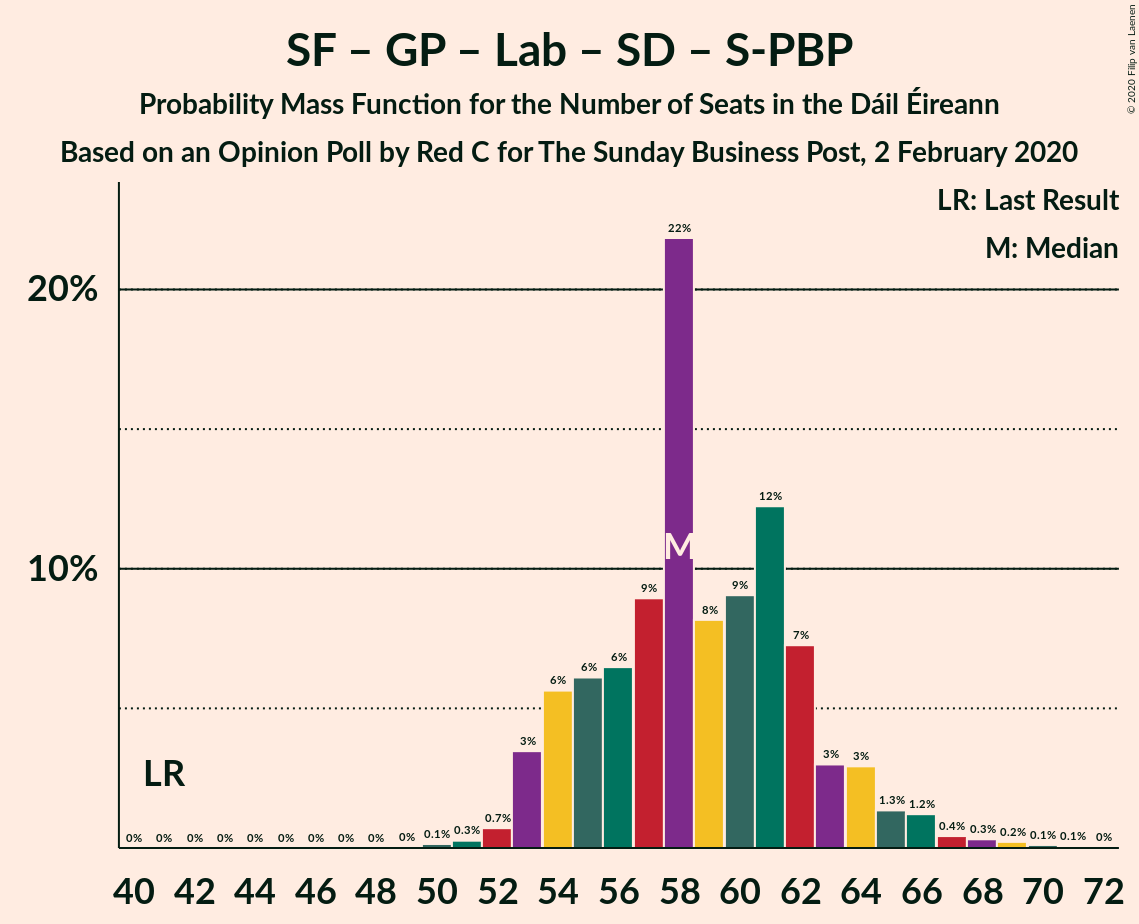 SF – GP – Lab – SD – S-PBP
Probability Mass Function for the Number of Seats in the Dáil Éireann
Based on an Opinion Poll by Red C for The Sunday Business Post, 2 February 2020
© 2020 Filip van Laenen
LR: Last Result
M: Median
20%
10%
22%
12%
9%
9%
8%
7%
6%
6%
6%
3%
3%
3%
M
LR
0% 0% 0% 0% 0% 0% 0% 0% 0% 0% 0.1% 0.3% 0.7% 1.3% 1.2% 0.4% 0.3% 0.2% 0.1% 0.1% 0%
40 42 44 46 48 50 52 54 56 58 60 62 64 66 68 70 72